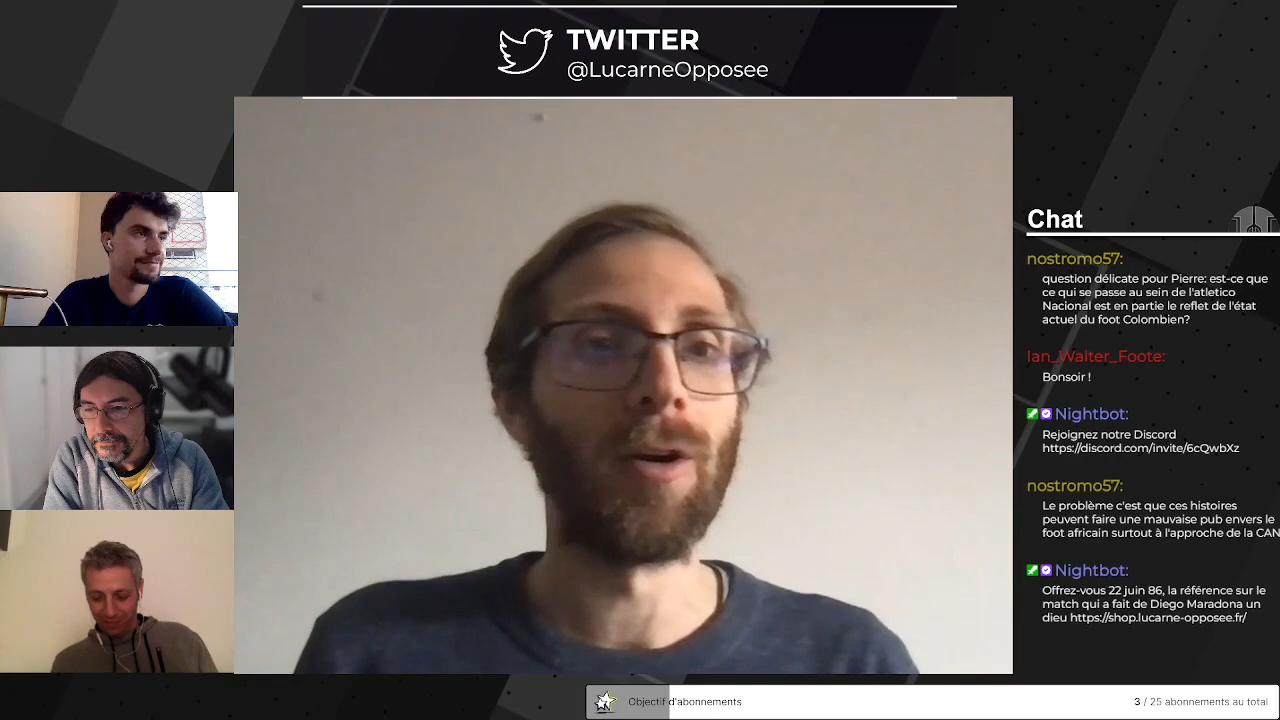 TWITTER
@LucarneOpposee
Chat
nostromo57:
question délicate pour Pierre: est-ce que
ce qui se passe au sein de l'atletico
Nacional est en partie le reflet de l'état
actuel du foot Colombien?
Ian_Walter_Foote:
Bonsoir !
Nightbot:
Rejoignez notre Discord
https://discord.com/invite/6cQwbXz
nostromo57:
Le problème c'est que ces histoires
peuvent faire une mauvaise pub envers le
foot africain surtout à l'approche de la CAN
Nightbot:
Offrez-vous 22 juin 86, la référence sur le
match qui a fait de Diego Maradona un
dieu https://shop.lucarne-opposee.fr/
Objectif d'abonnements
3 / 25 abonnements au total